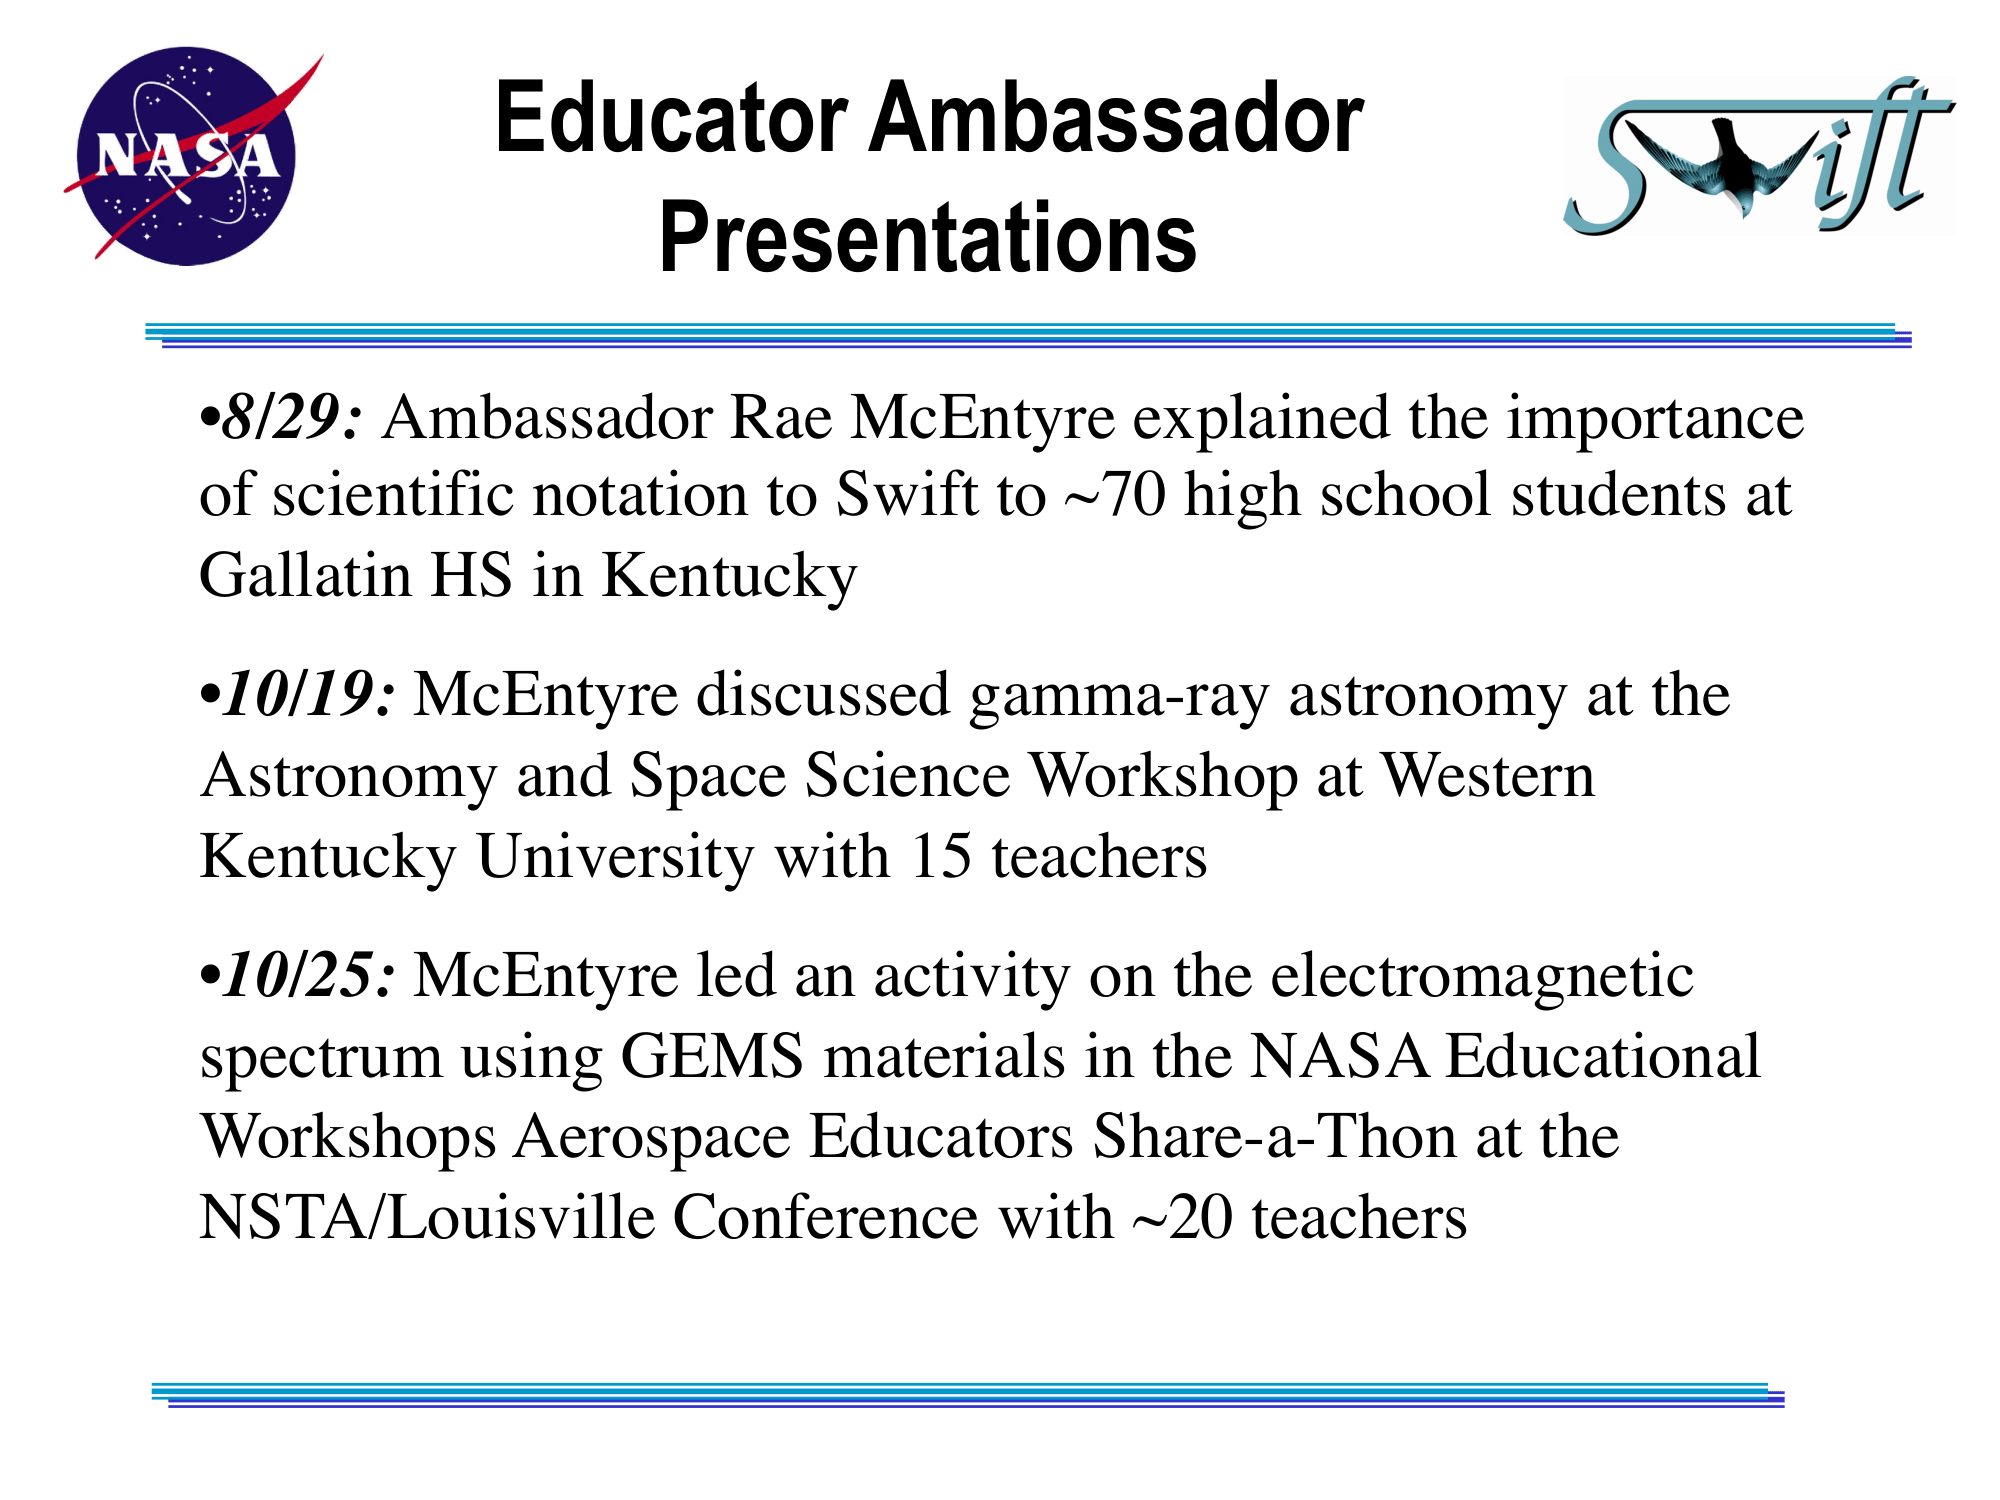 NASA
Educator Ambassador
Swift
Presentations
•8/29: Ambassador Rae McEntyre explained the importance
of scientific notation to Swift to ~70 high school students at
Gallatin HS in Kentucky
•10/19: McEntyre discussed gamma-ray astronomy at the
Astronomy and Space Science Workshop at Western
Kentucky University with 15 teachers
•10/25: McEntyre led an activity on the electromagnetic
spectrum using GEMS materials in the NASA Educational
Workshops Aerospace Educators Share-a-Thon at the
NSTA/Louisville Conference with ~20 teachers